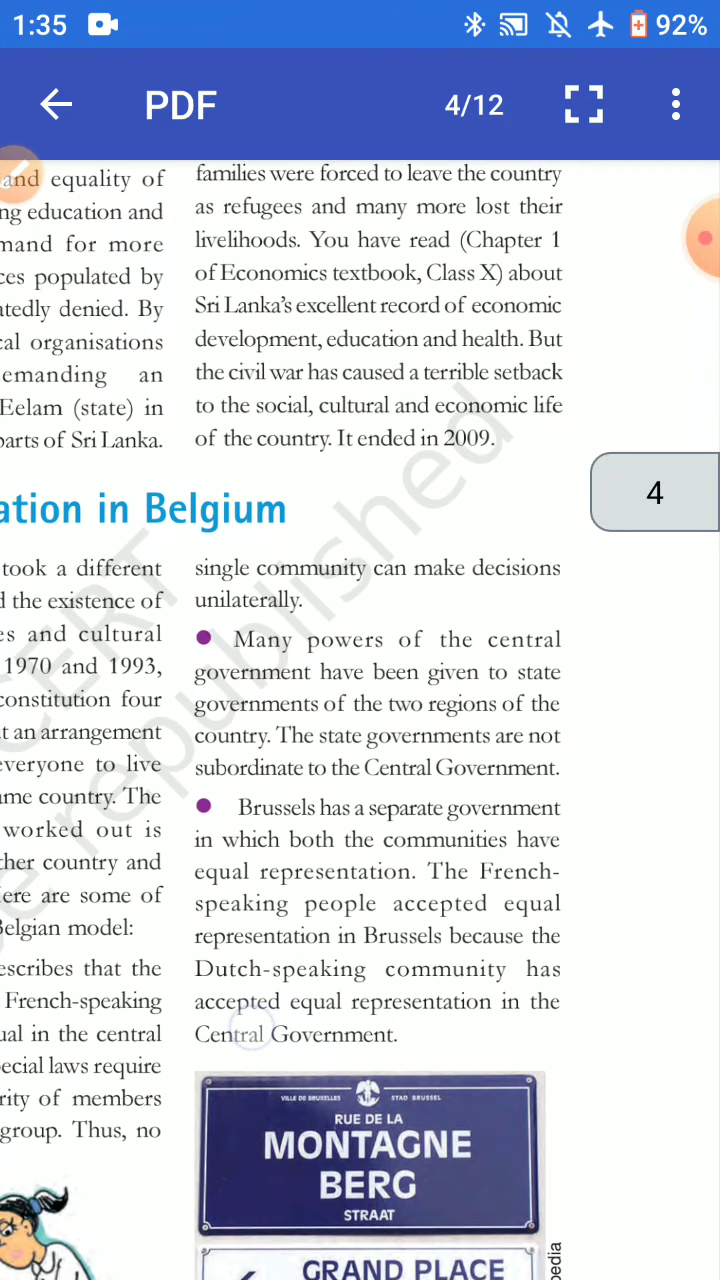 1:35
92%
PDF
4/12
and equality of
ng education and
mand for more
ces populated by
atedly denied. By
cal organisations
emanding an
Eelam (state) in
parts of Sri Lanka.
families were forced to leave the country
as refugees and many more lost their
livelihoods. You have read (Chapter 1
of Economics textbook, Class X) about
Sri Lanka's excellent record of economic
development, education and health. But
the civil war has caused a terrible setback
to the social, cultural and economic life
of the country. It ended in 2009.
4
ation in Belgium
took a different
d the existence of
es and cultural
1970 and 1993,
constitution four
t an arrangement
everyone to live
ame country. The
worked out is
ther country and
Here are some of
Belgian model:
escribes that the
French-speaking
ual in the central
pecial laws require
rity of members
group. Thus, no
single community can make decisions
unilaterally.
● Many powers of the central
government have been given to state
governments of the two regions of the
country. The state governments are not
subordinate to the Central Government.
● Brussels has a separate government
in which both the communities have
equal representation. The French-
speaking people accepted equal
representation in Brussels because the
Dutch-speaking community has
accepted equal representation in the
Central Government.
VILLE DE BRUXELLES STAD BRUSSEL
RUE DE LA
MONTAGNE
BERG
STRAAT
GRAND PLACE
pedia
CERT
be republished